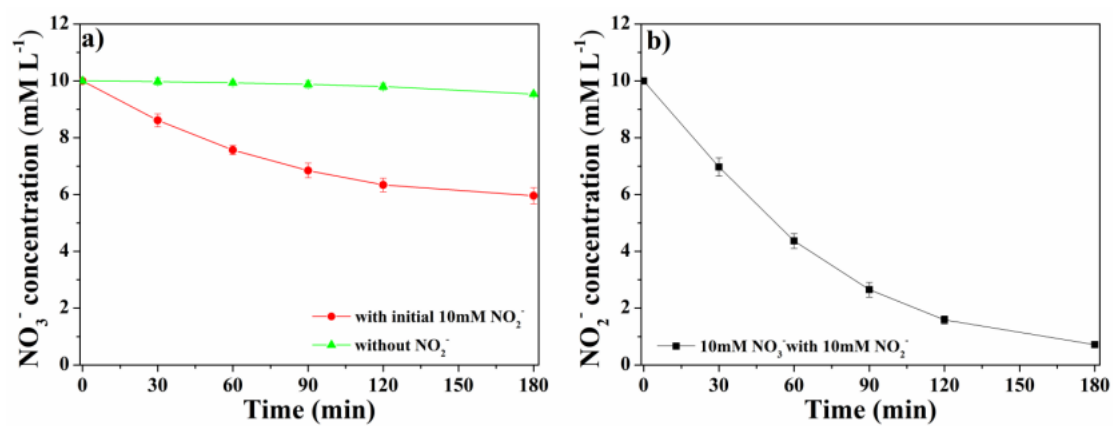 a)
NO₃⁻ concentration (mM L⁻¹)
12
10
8
6
4
2
0
with initial 10mM NO₂⁻
without NO₂⁻
0 30 60 90 120 150 180
Time (min)
b)
NO₂⁻ concentration (mM L⁻¹)
12
10
8
6
4
2
0
10mM NO₃⁻with 10mM NO₂⁻
0 30 60 90 120 150 180
Time (min)